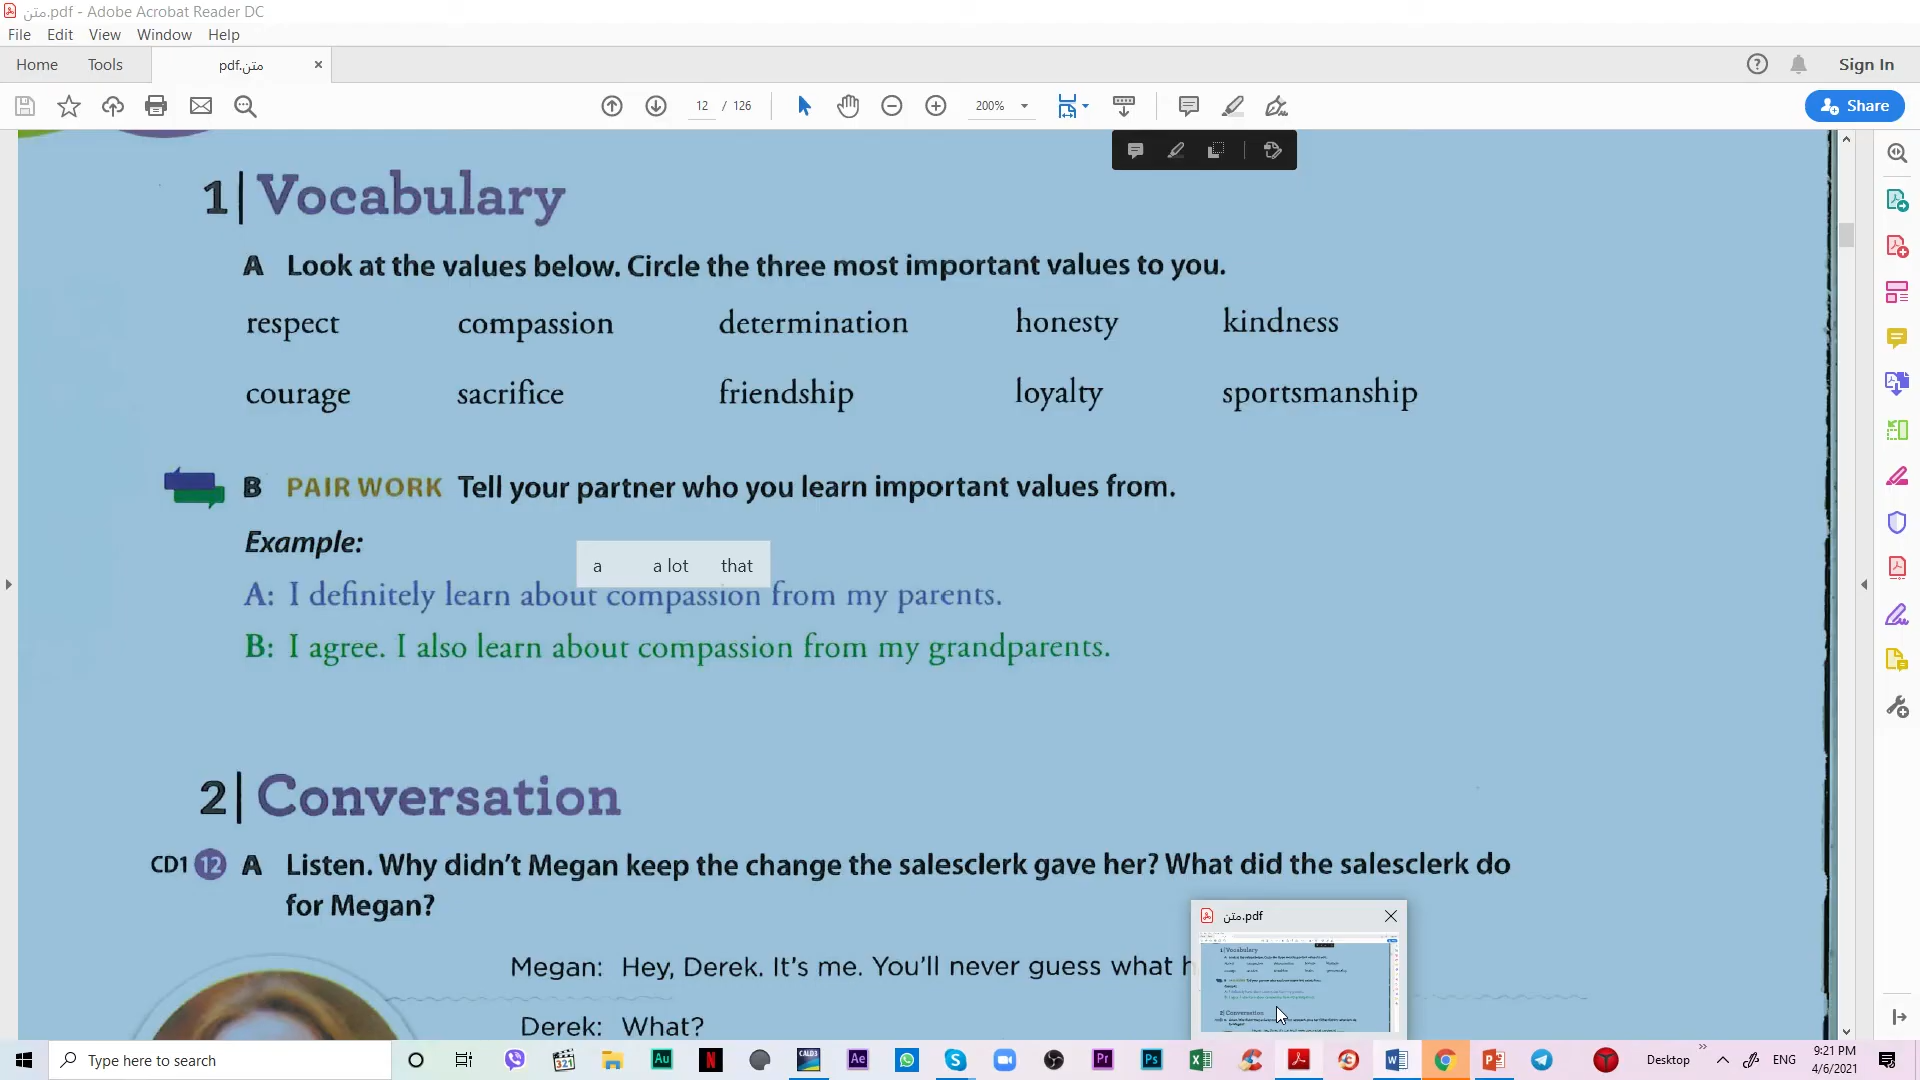 متن.pdf - Adobe Acrobat Reader DC
File Edit View Window Help
Home Tools متن.pdf × Sign In
12 / 126 200% Share
1 Vocabulary
A Look at the values below. Circle the three most important values to you.
respect compassion determination honesty kindness
courage sacrifice friendship loyalty sportsmanship
B PAIR WORK Tell your partner who you learn important values from.
Example:
a a lot that
A: I definitely learn about compassion from my parents.
B: I agree. I also learn about compassion from my grandparents.
2 Conversation
CD1 12 A Listen. Why didn't Megan keep the change the salesclerk gave her? What did the salesclerk do
for Megan?
متن.pdf
Megan: Hey, Derek. It's me. You'll never guess what h
Derek: What?
Type here to search Desktop ENG 9:21 PM
4/6/2021